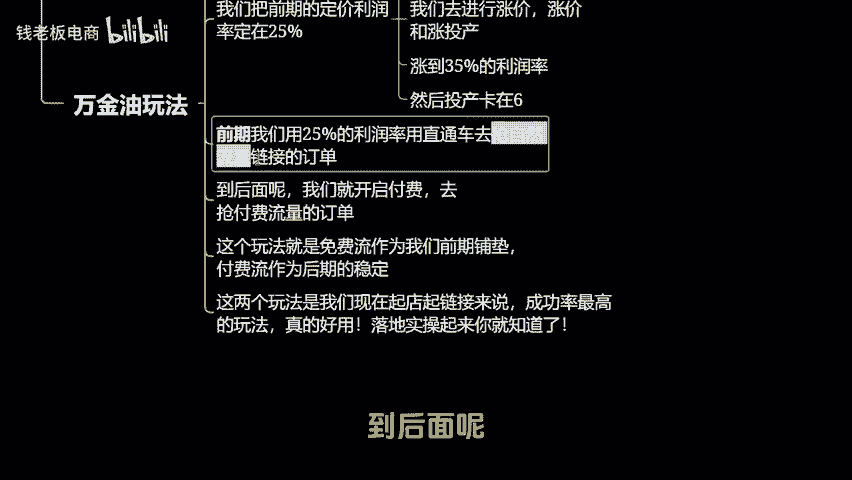 我们把前期的定价利润
率定在25%
我们去进行涨价，涨价
和涨投产
涨到35%的利润率
然后投产卡在6
钱老板电商 bilibili
万金油玩法
前期我们用25%的利润率用直通车去
链接的订单
到后面呢，我们就开启付费，去
抢付费流量的订单
这个玩法就是免费流作为我们前期铺垫，
付费流作为后期的稳定
这两个玩法是我们现在起店起链接来说，成功率最高
的玩法，真的好用！落地实操起来你就知道了！
到后面呢